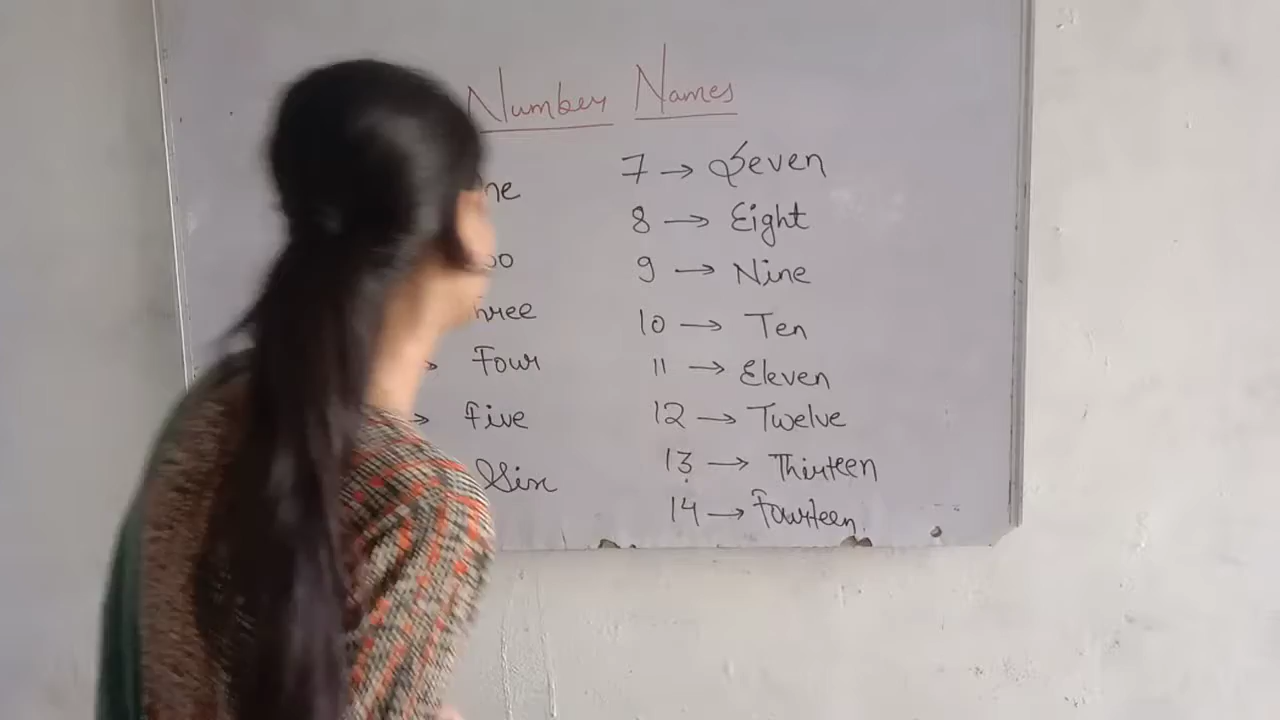 Number Names
ne
oo
hree
→ Four
→ five
Six
7 → Seven
8 → Eight
9 → Nine
10 → Ten
11 → Eleven
12 → Twelve
13 → Thirteen
14 → Fourteen.